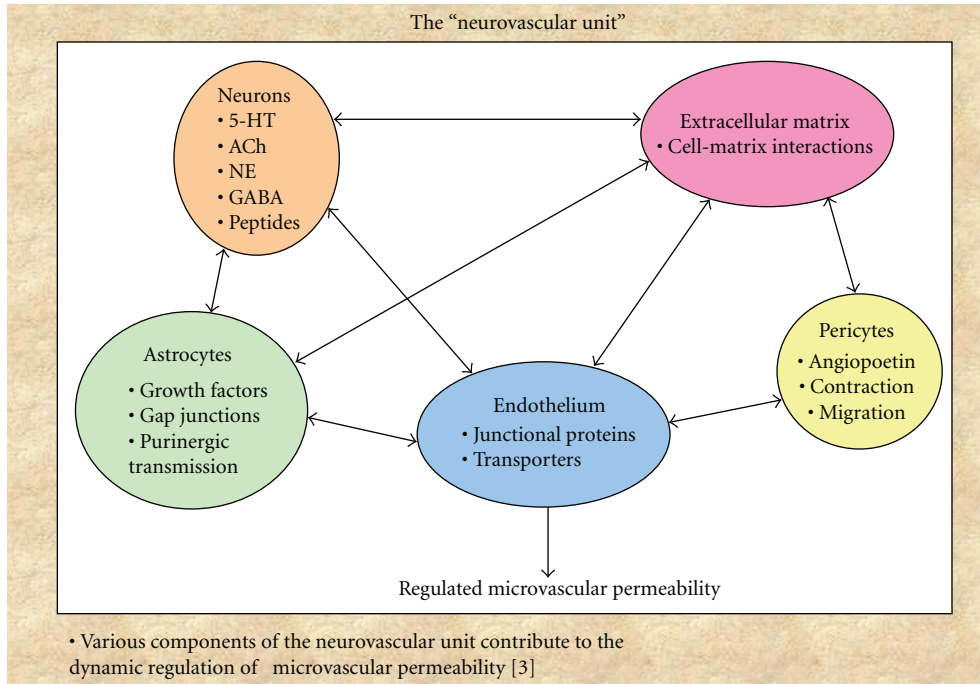 The “neurovascular unit”
Neurons
• 5-HT
• ACh
• NE
• GABA
• Peptides
Extracellular matrix
• Cell-matrix interactions
Astrocytes
• Growth factors
• Gap junctions
• Purinergic
transmission
Endothelium
• Junctional proteins
• Transporters
Pericytes
• Angiopoetin
• Contraction
• Migration
Regulated microvascular permeability
• Various components of the neurovascular unit contribute to the
dynamic regulation of microvascular permeability [3]